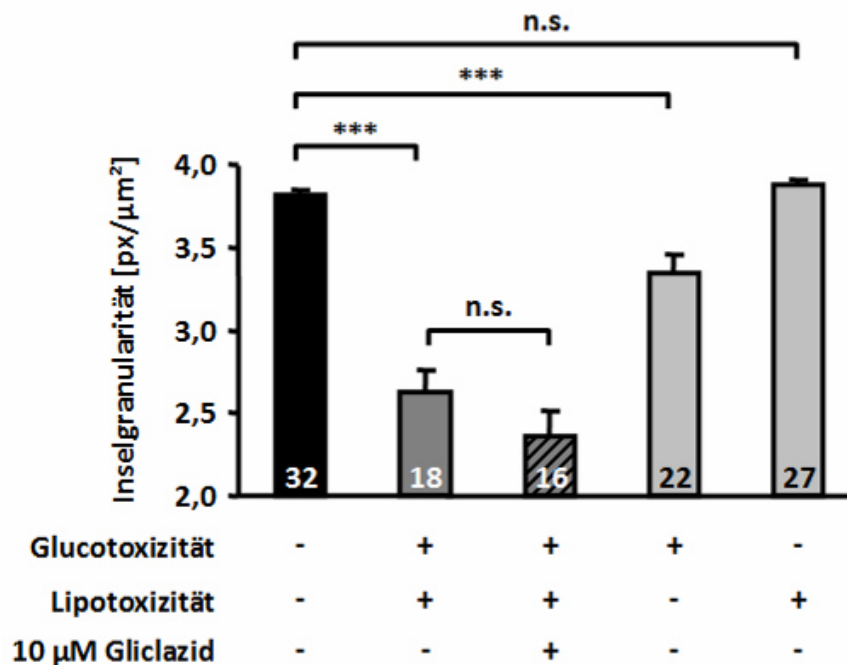 n.s.
***
***
4,0
3,5
3,0
2,5
2,0
Inselgranularität [px/µm²]
n.s.
32 18 16 22 27
Glucotoxizität - + + + -
Lipotoxizität - + + - +
10 µM Gliclazid - - + - -